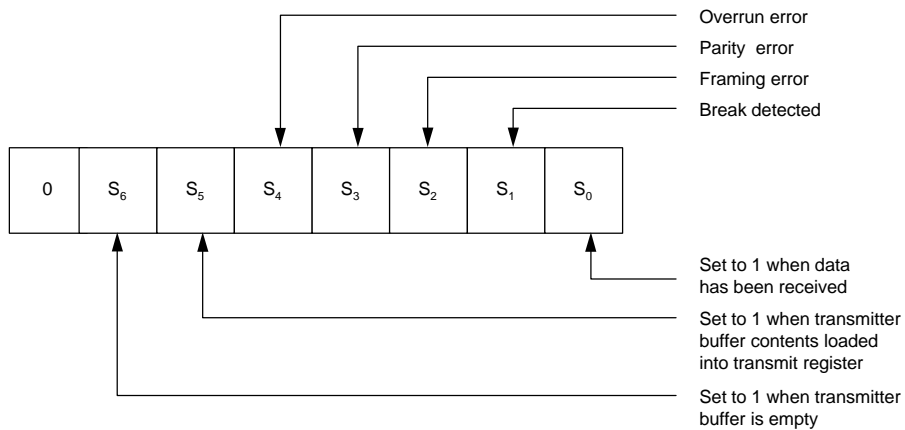 Overrun error
Parity error
Framing error
Break detected
0 S₆ S₅ S₄ S₃ S₂ S₁ S₀
Set to 1 when data
has been received
Set to 1 when transmitter
buffer contents loaded
into transmit register
Set to 1 when transmitter
buffer is empty